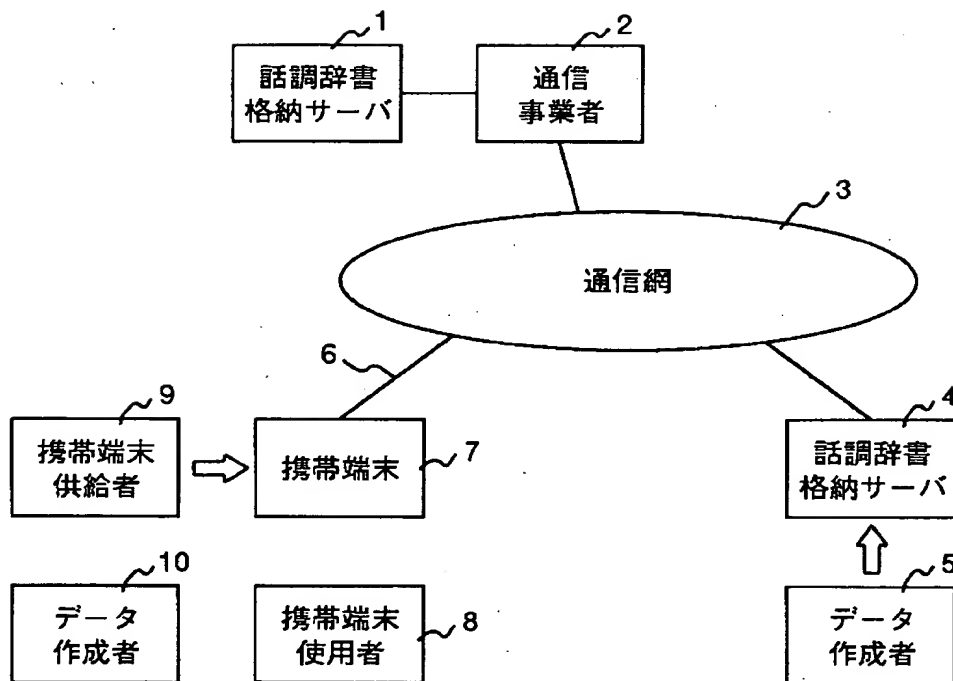 1
話調辞書
格納サーバ
2
通信
事業者
3
通信網
6
9
携帯端末
供給者
7
携帯端末
4
話調辞書
格納サーバ
10
データ
作成者
8
携帯端末
使用者
5
データ
作成者